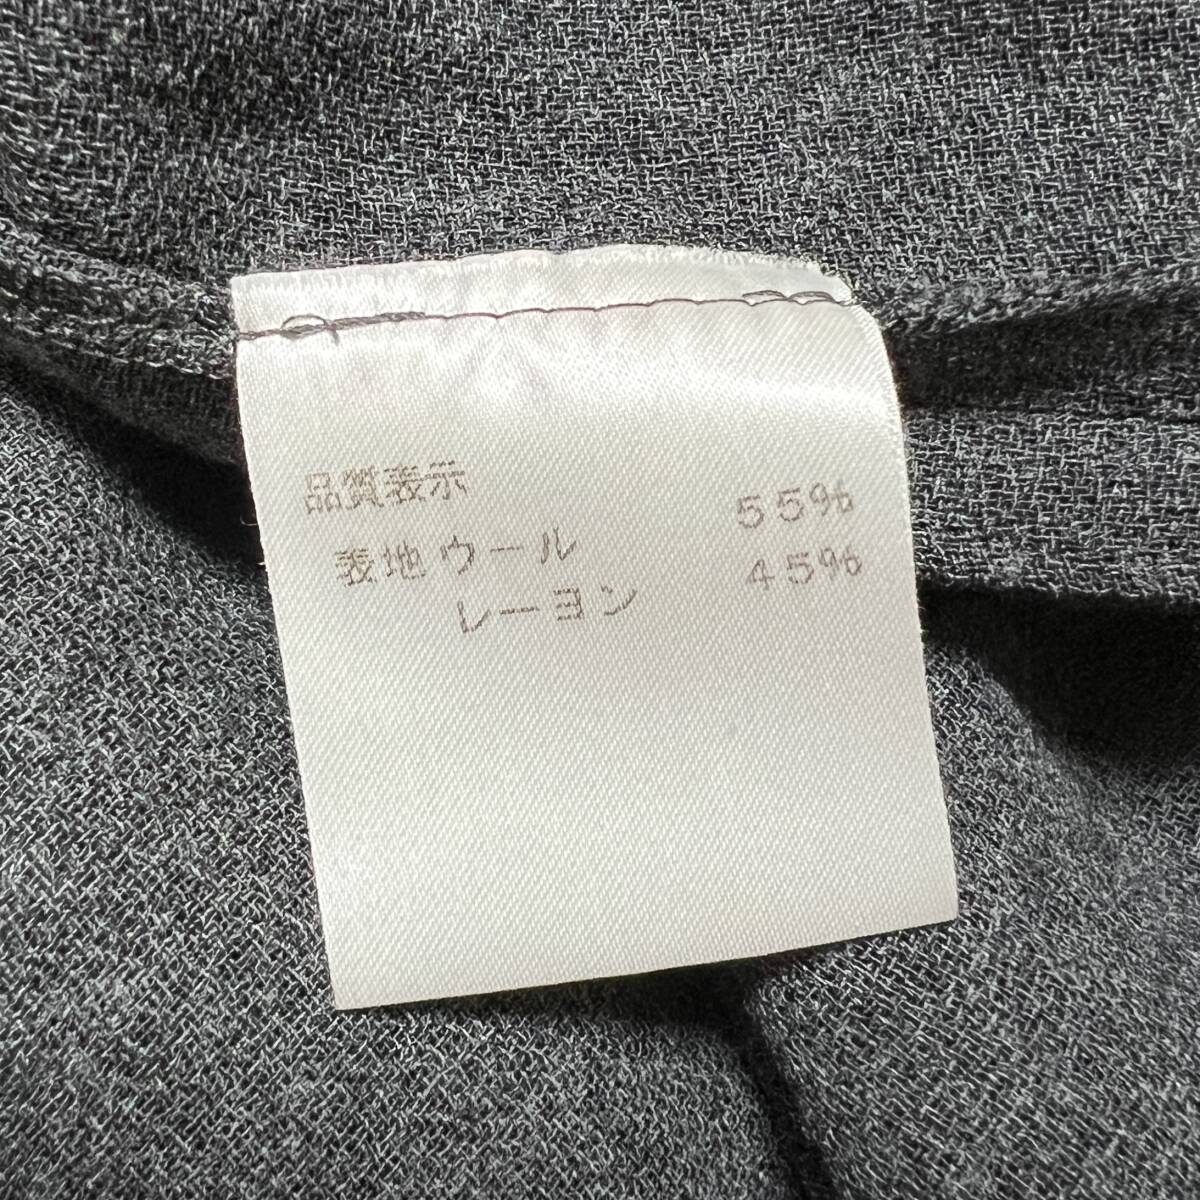 品質表示
表地 ウール 55%
レーヨン 45%